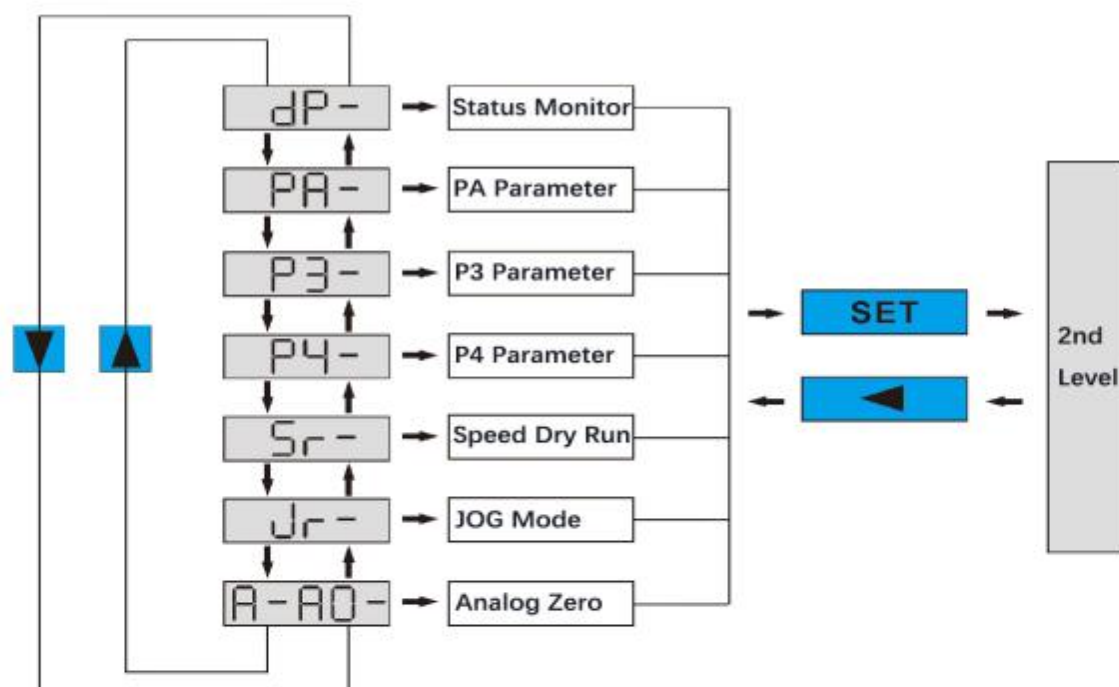 dP-
Status Monitor
PA-
PA Parameter
P3-
P3 Parameter
P4-
P4 Parameter
Sr-
Speed Dry Run
Jr-
JOG Mode
A-A0-
Analog Zero
SET
2nd
Level